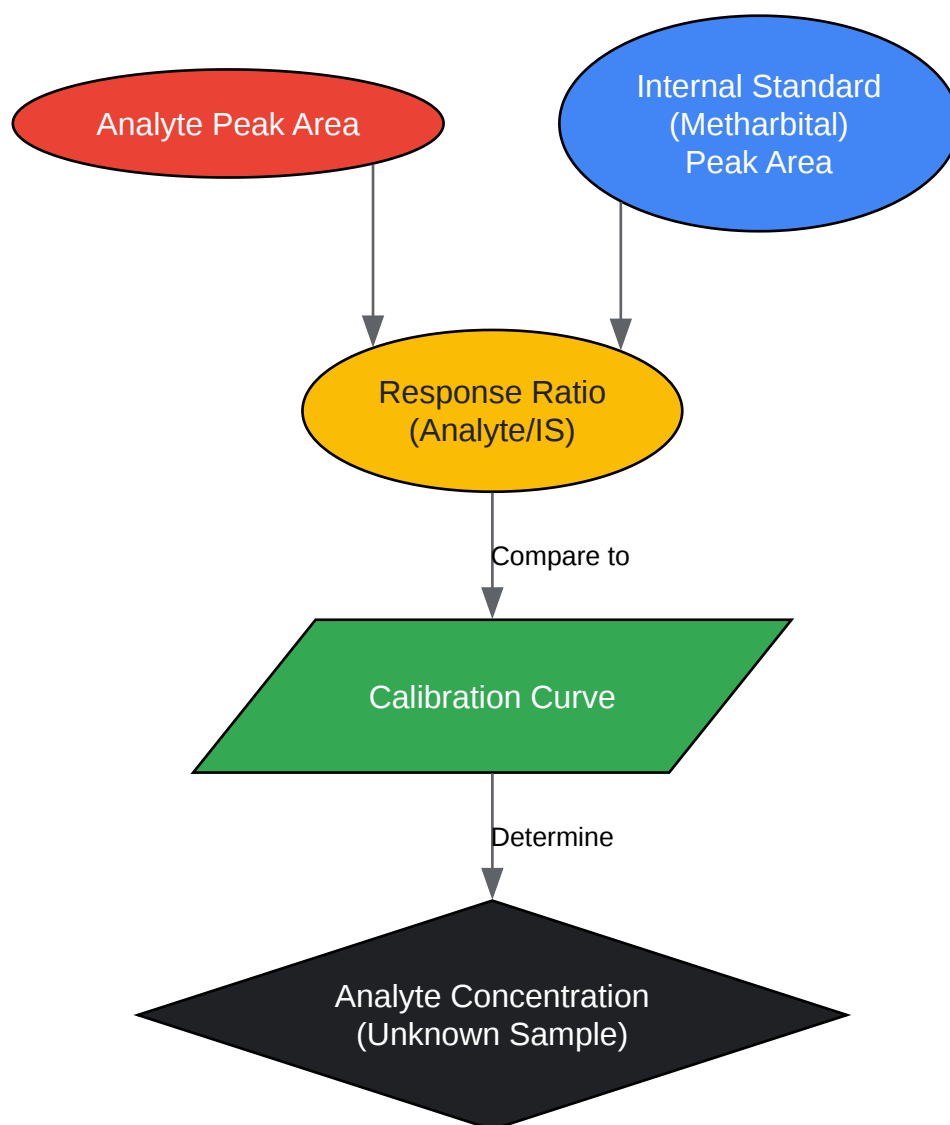 Analyte Peak Area
Internal Standard
(Metharbital)
Peak Area
Response Ratio
(Analyte/IS)
Compare to
Calibration Curve
Determine
Analyte Concentration
(Unknown Sample)